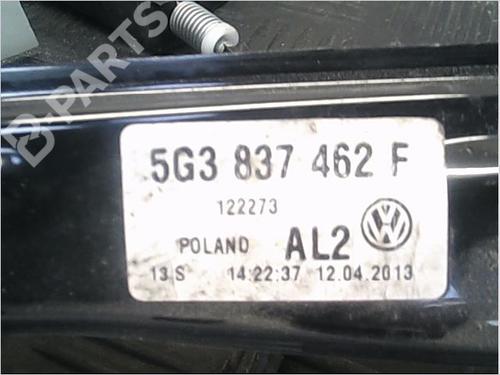 B-PARTS
5G3 837 462 F
122273
POLAND AL2
13 S 14:22:37 12.04.2013